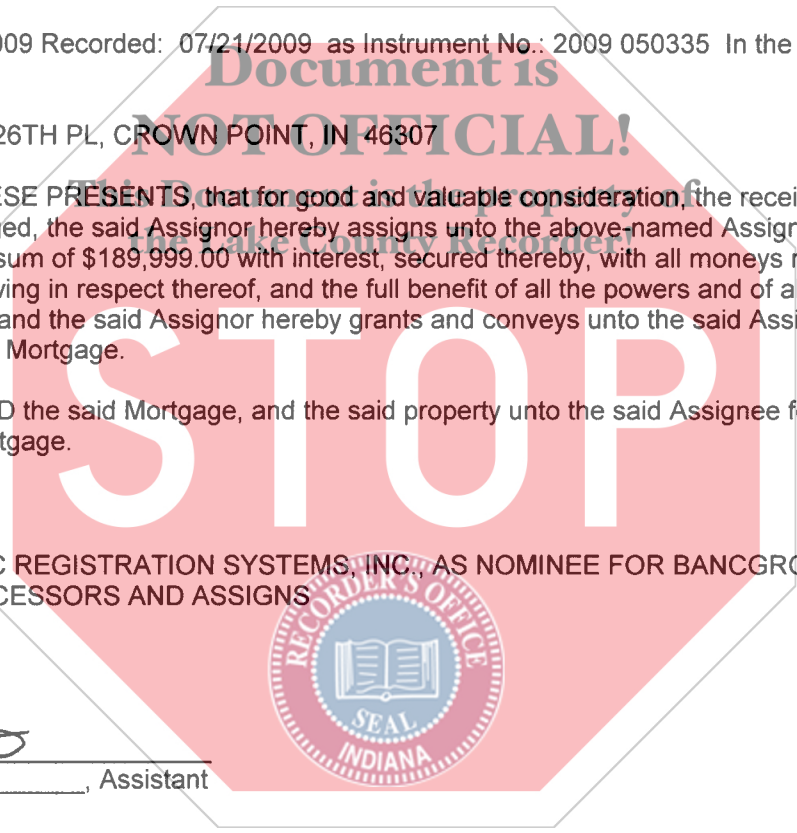 009 Recorded: 07/21/2009 as Instrument No.: 2009 050335 In the
Document is
26TH PL, CROWN POINT, IN 46307
NOT OFFICIAL!
ESE PRESENTS, that for good and valuable consideration, the recei
This Document is the property of
ged, the said Assignor hereby assigns unto the above-named Assign
the Lake County Recorder!
sum of $189,999.00 with interest, secured thereby, with all moneys
ving in respect thereof, and the full benefit of all the powers and of a
and the said Assignor hereby grants and conveys unto the said Assi
Mortgage.
D the said Mortgage, and the said property unto the said Assignee f
tgage.
STOP
C REGISTRATION SYSTEMS, INC., AS NOMINEE FOR BANCGRO
CESSORS AND ASSIGNS
RECORDER'S OFFICE
SEAL
INDIANA
, Assistant